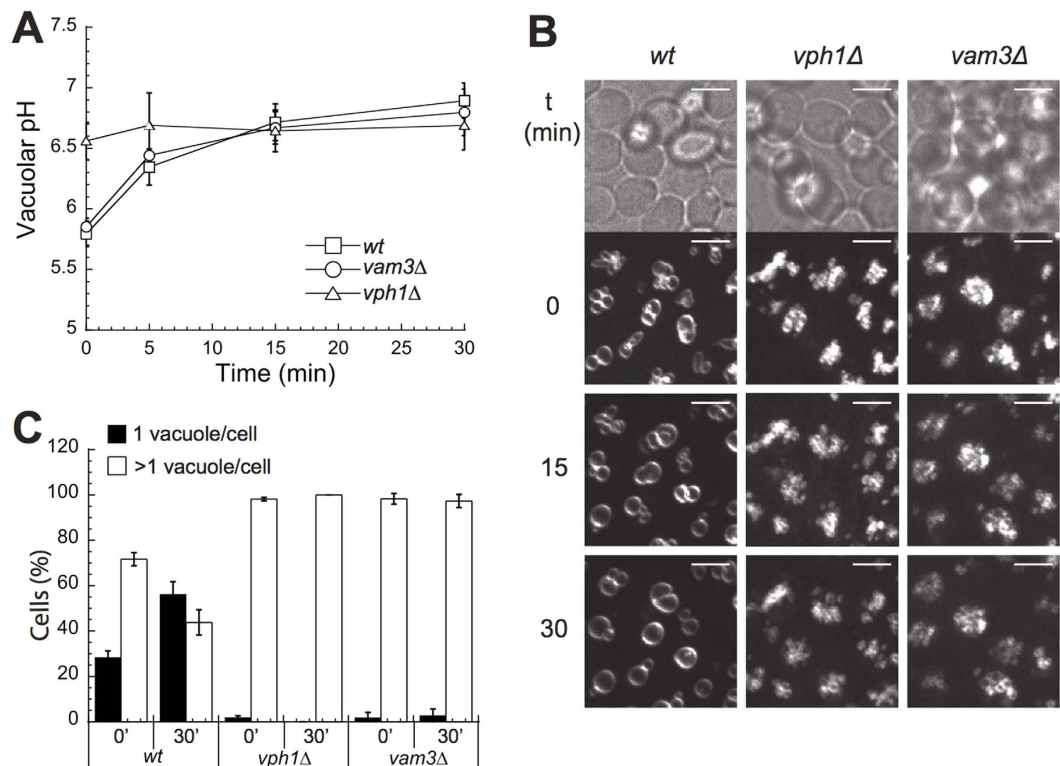 A
7.5
7
6.5
6
5.5
5
Vacuolar pH
wt
vam3Δ
vph1Δ
0 5 10 15 20 25 30
Time (min)
B
wt vph1Δ vam3Δ
t
(min)
0
15
30
C
1 vacuole/cell
>1 vacuole/cell
120
100
80
60
40
20
0
Cells (%)
0' 30' 0' 30' 0' 30'
wt vph1Δ vam3Δ